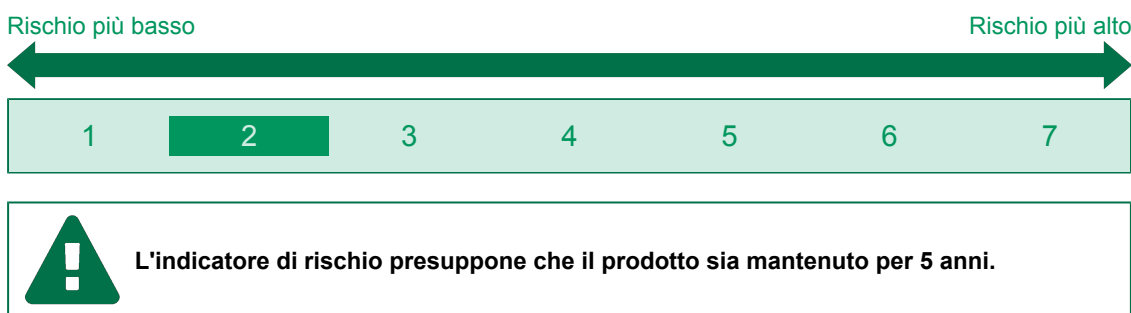 Rischio più basso Rischio più alto
1 2 3 4 5 6 7
L'indicatore di rischio presuppone che il prodotto sia mantenuto per 5 anni.